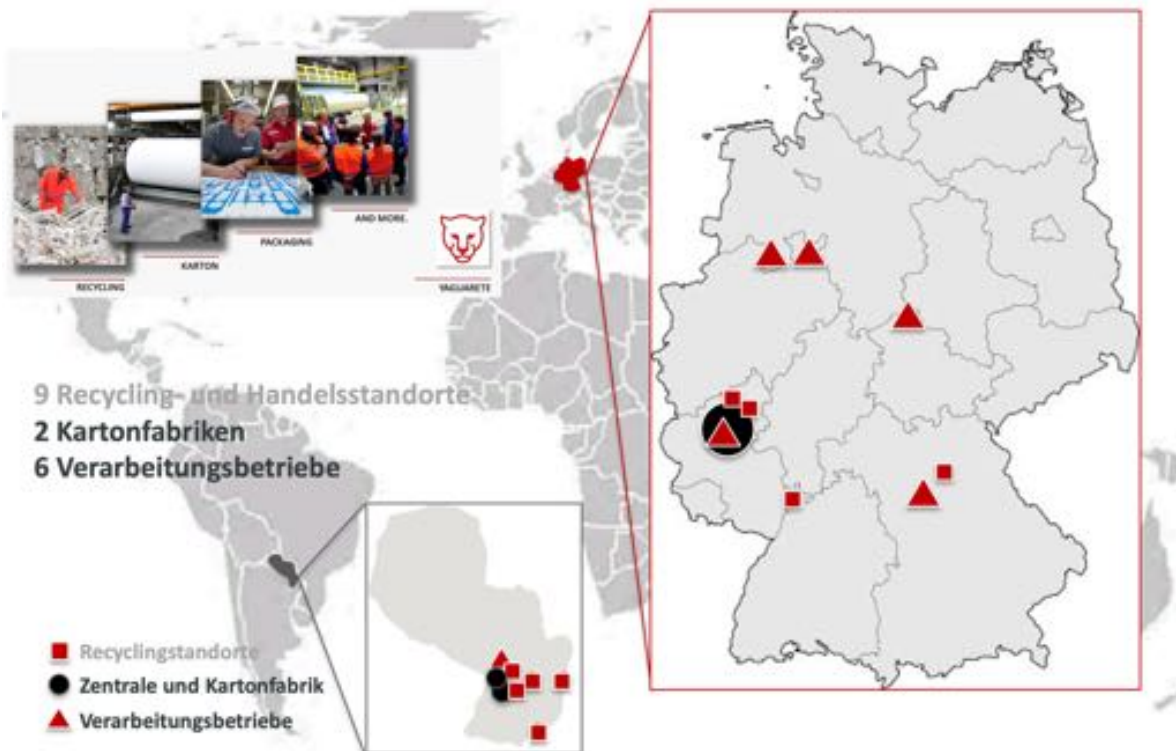 RECYCLING
KARTON
PACKAGING
AND MORE.
YAGUARETE
9 Recycling- und Handelsstandorte
2 Kartonfabriken
6 Verarbeitungsbetriebe
Recyclingstandorte
Zentrale und Kartonfabrik
Verarbeitungsbetriebe